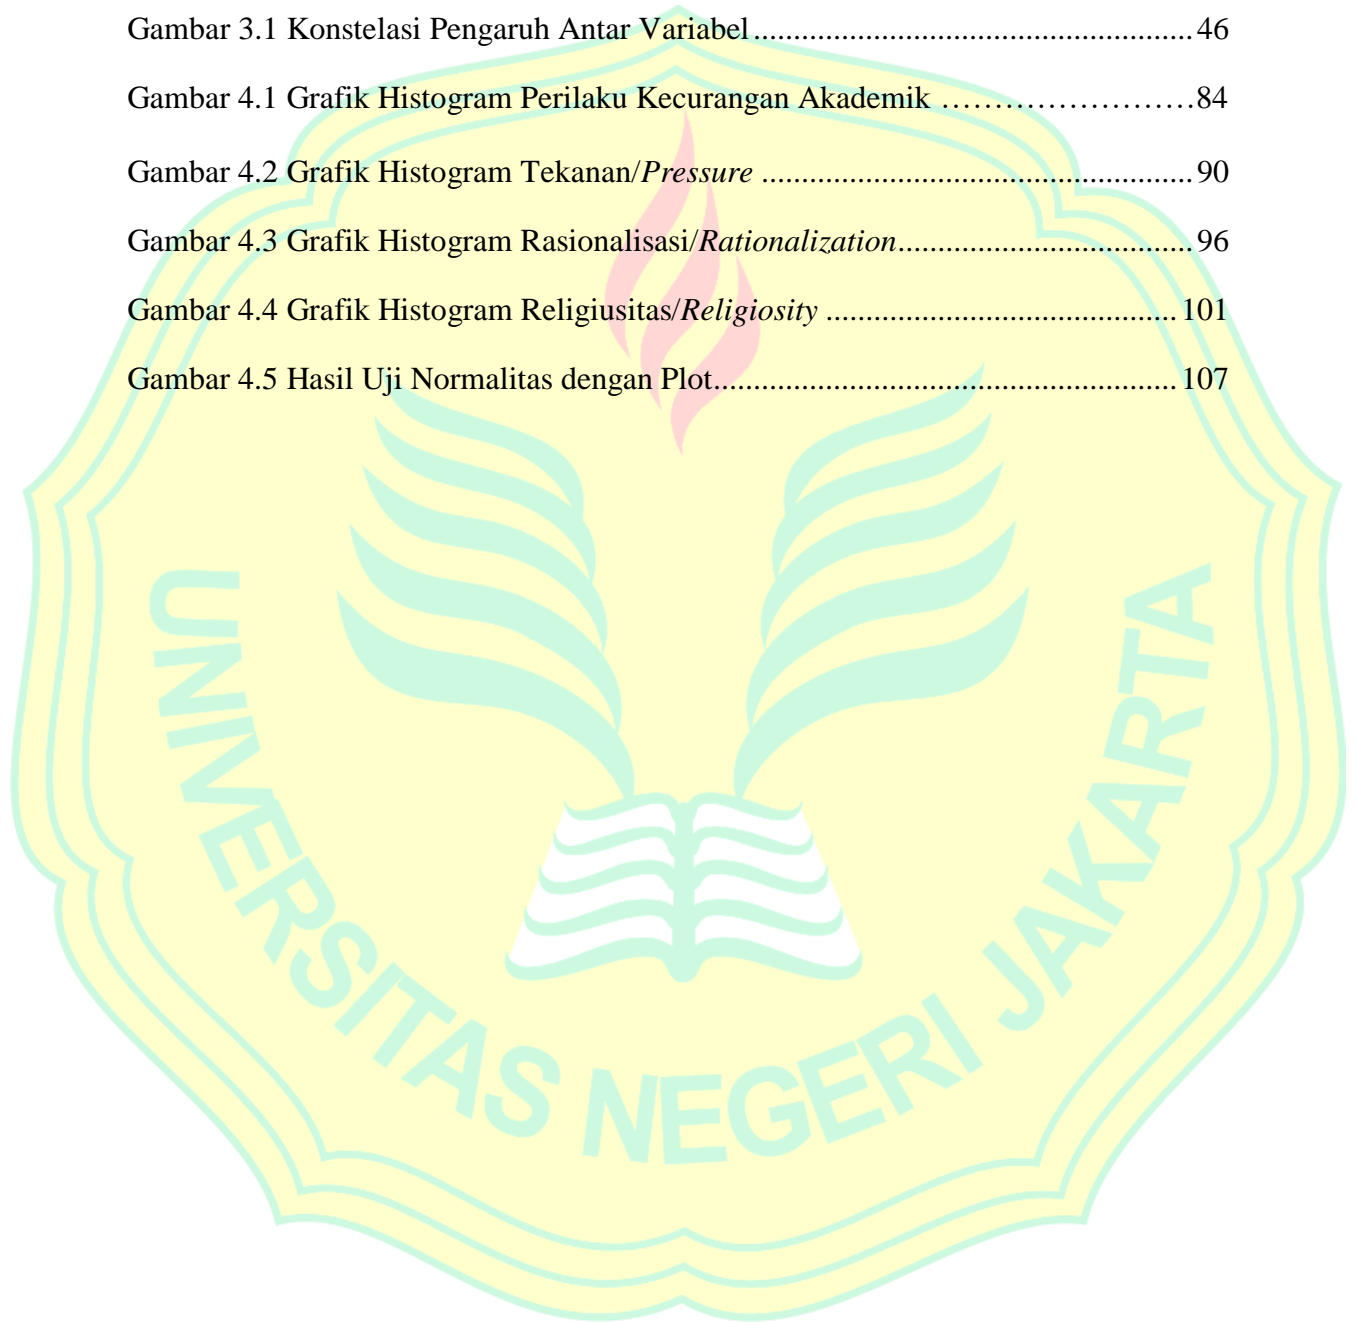 Gambar 3.1 Konstelasi Pengaruh Antar Variabel....................................................... 46
Gambar 4.1 Grafik Histogram Perilaku Kecurangan Akademik …………………….84
Gambar 4.2 Grafik Histogram Tekanan/Pressure ...................................................... 90
Gambar 4.3 Grafik Histogram Rasionalisasi/Rationalization..................................... 96
Gambar 4.4 Grafik Histogram Religiusitas/Religiosity ............................................ 101
Gambar 4.5 Hasil Uji Normalitas dengan Plot.......................................................... 107
UNIVERSITAS NEGERI JAKARTA